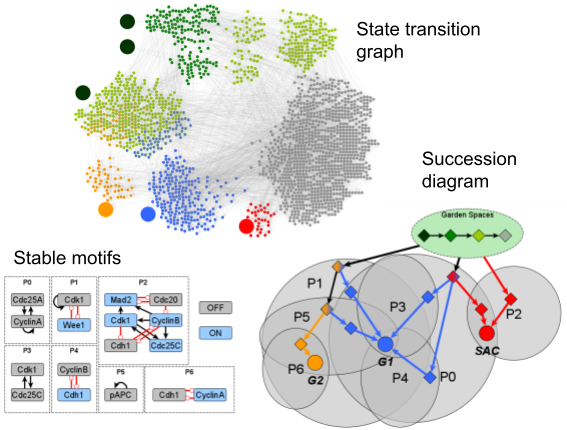 State transition
graph
Succession
diagram
Garden Spaces
Stable motifs
P0
Cdc25A
CyclinA
P1
Cdk1
Wee1
P2
Mad2
Cdc20
Cdk1
CyclinB
Cdh1
Cdc25C
OFF
ON
P3
Cdk1
Cdc25C
P4
CyclinB
Cdh1
P5
pAPC
P6
Cdh1
CyclinA
P1
P3
P2
P5
SAC
G1
P6
G2
P4
P0